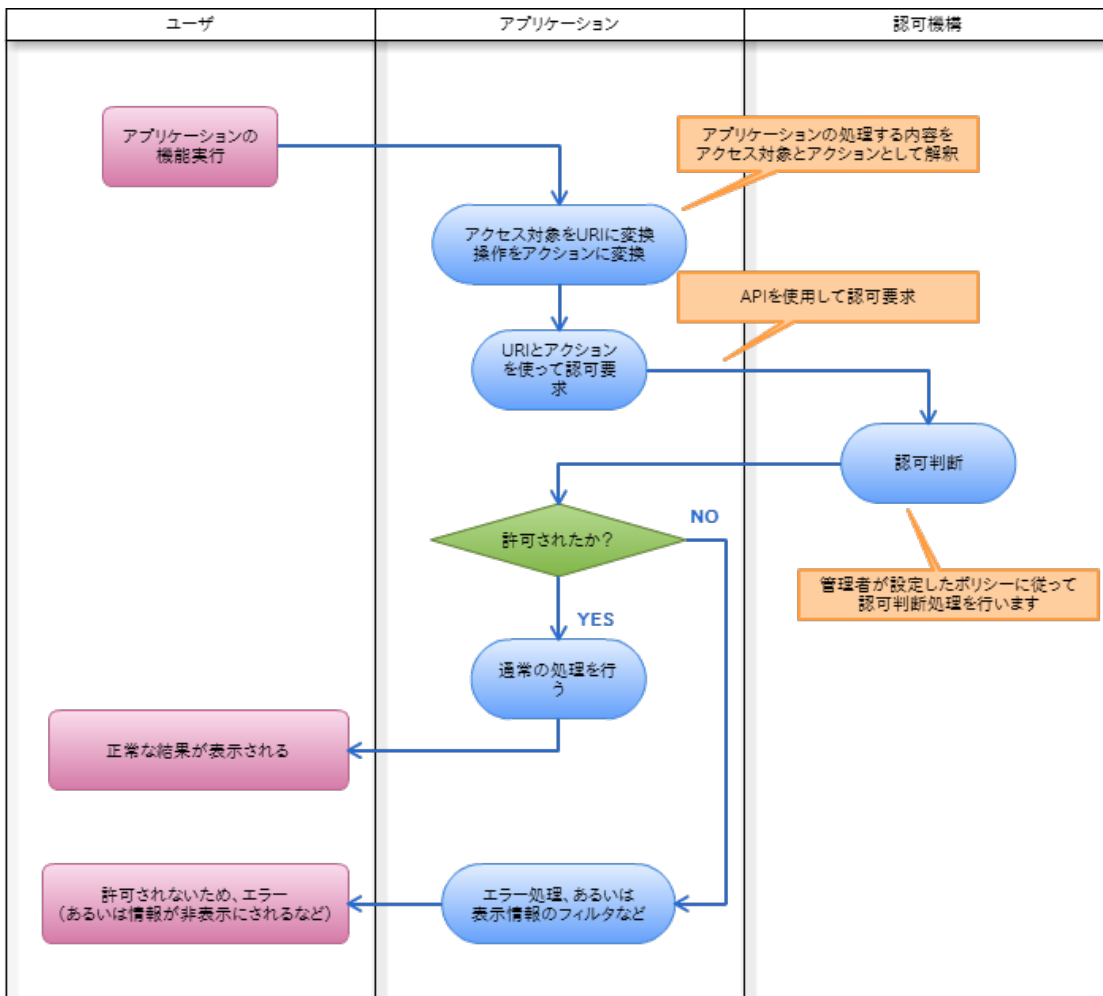 ユーザ
アプリケーション
認可機構
アプリケーションの
機能実行
アプリケーションの処理する内容を
アクセス対象とアクションとして解釈
アクセス対象をURIに変換
操作をアクションに変換
APIを使用して認可要求
URIとアクション
を使って認可要
求
認可判断
許可されたか？
NO
管理者が設定したポリシーに従って
認可判断処理を行います
YES
通常の処理を行
う
正常な結果が表示される
許可されないため、エラー
（あるいは情報が非表示にされるなど）
エラー処理、あるいは
表示情報のフィルタなど